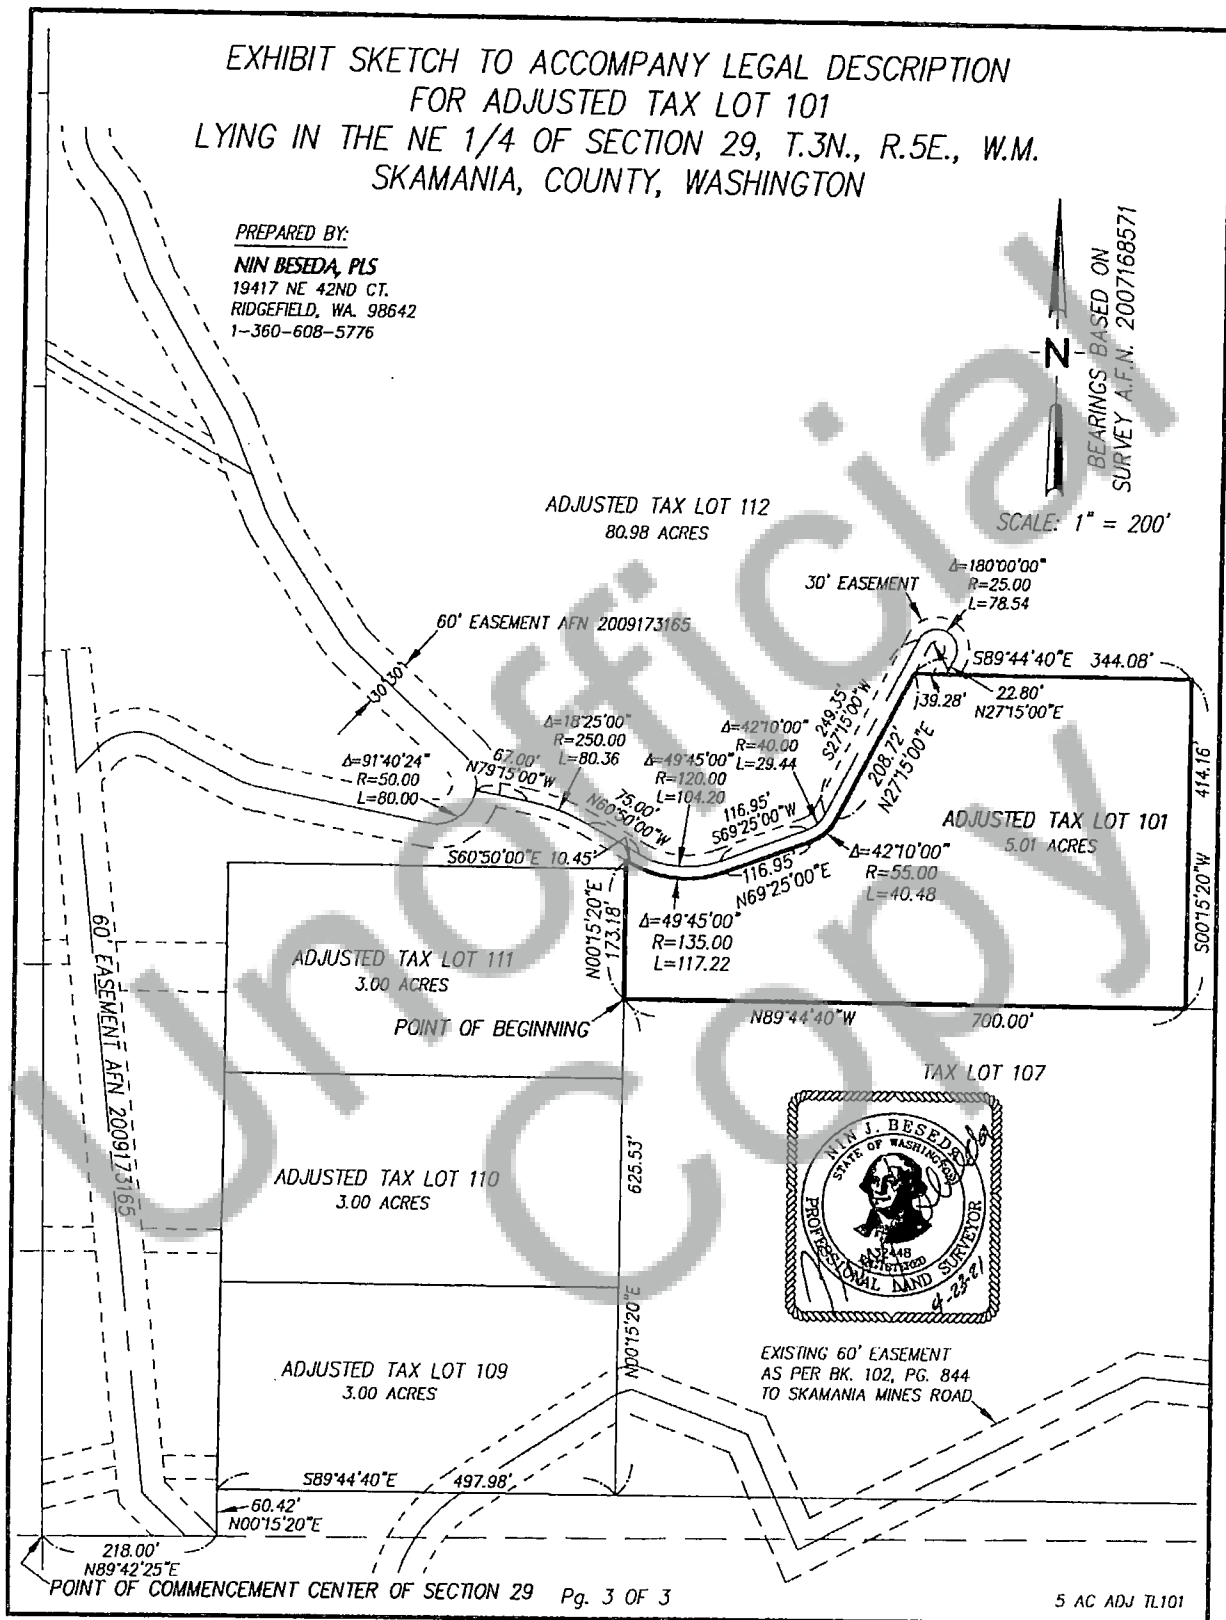 EXHIBIT SKETCH TO ACCOMPANY LEGAL DESCRIPTION
FOR ADJUSTED TAX LOT 101
LYING IN THE NE 1/4 OF SECTION 29, T.3N., R.5E., W.M.
SKAMANIA, COUNTY, WASHINGTON
PREPARED BY:
NIN BESEDA, PLS
19417 NE 42ND CT.
RIDGEFIELD, WA. 98642
1-360-608-5776
N
BEARINGS BASED ON
SURVEY A.F.N. 2007168571
SCALE: 1" = 200'
ADJUSTED TAX LOT 112
80.98 ACRES
30' EASEMENT
Δ=180°00'00"
R=25.00
L=78.54
60' EASEMENT AFN 2009173165
30'
30'
S89°44'40"E 344.08'
39.28'
22.80'
N27°15'00"E
249.35'
S27°15'00"W
208.72'
N27°15'00"E
Δ=18°25'00"
R=250.00
L=80.36
Δ=42°10'00"
R=40.00
L=29.44
Δ=49°45'00"
R=120.00
L=104.20
Δ=91°40'24"
R=50.00
L=80.00
67.00'
N79°15'00"W
75.00'
N60°50'00"W
116.95'
S69°25'00"W
414.16'
S00°15'20"W
ADJUSTED TAX LOT 101
5.01 ACRES
S60°50'00"E 10.45'
116.95'
N69°25'00"E
Δ=42°10'00"
R=55.00
L=40.48
Δ=49°45'00"
R=135.00
L=117.22
N00°15'20"E
173.18'
60' EASEMENT AFN 2009173165
ADJUSTED TAX LOT 111
3.00 ACRES
POINT OF BEGINNING
N89°44'40"W 700.00'
TAX LOT 107
ADJUSTED TAX LOT 110
3.00 ACRES
625.53'
N00°15'20"E
NIN J. BESEDA
STATE OF WASHINGTON
32448
REGISTERED
PROFESSIONAL LAND SURVEYOR
4-23-21
ADJUSTED TAX LOT 109
3.00 ACRES
EXISTING 60' EASEMENT
AS PER BK. 102, PG. 844
TO SKAMANIA MINES ROAD
S89°44'40"E 497.98'
60.42'
N00°15'20"E
218.00'
N89°42'25"E
POINT OF COMMENCEMENT CENTER OF SECTION 29
Pg. 3 OF 3
5 AC ADJ TL101
Unofficial
Copy